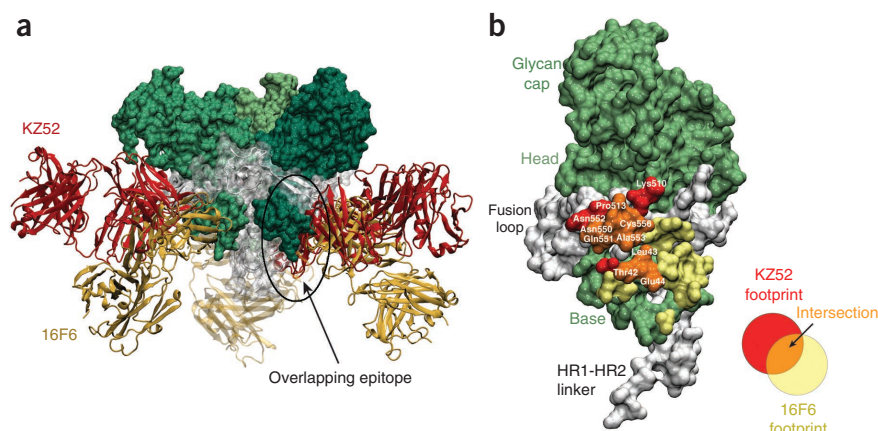 a
KZ52
16F6
Overlapping epitope
b
Glycan
cap
Head
Fusion
loop
Lys510
Pro513
Asn552
Cys556
Asn550
Gln551
Ala553
Leu43
Thr42
Glu44
Base
HR1-HR2
linker
KZ52
footprint
Intersection
16F6
footprint